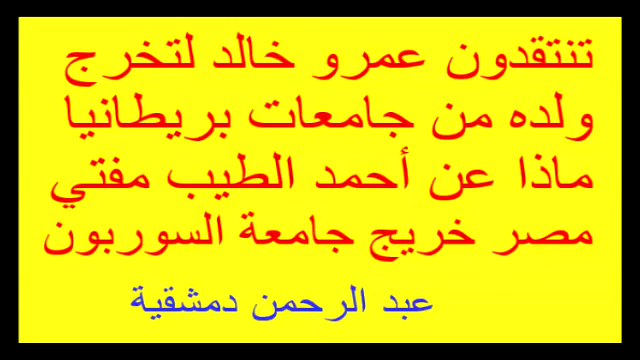 تنتقدون عمرو خالد لتخرج
ولده من جامعات بريطانيا
ماذا عن أحمد الطيب مفتي
مصر خريج جامعة السوربون
عبد الرحمن دمشقية